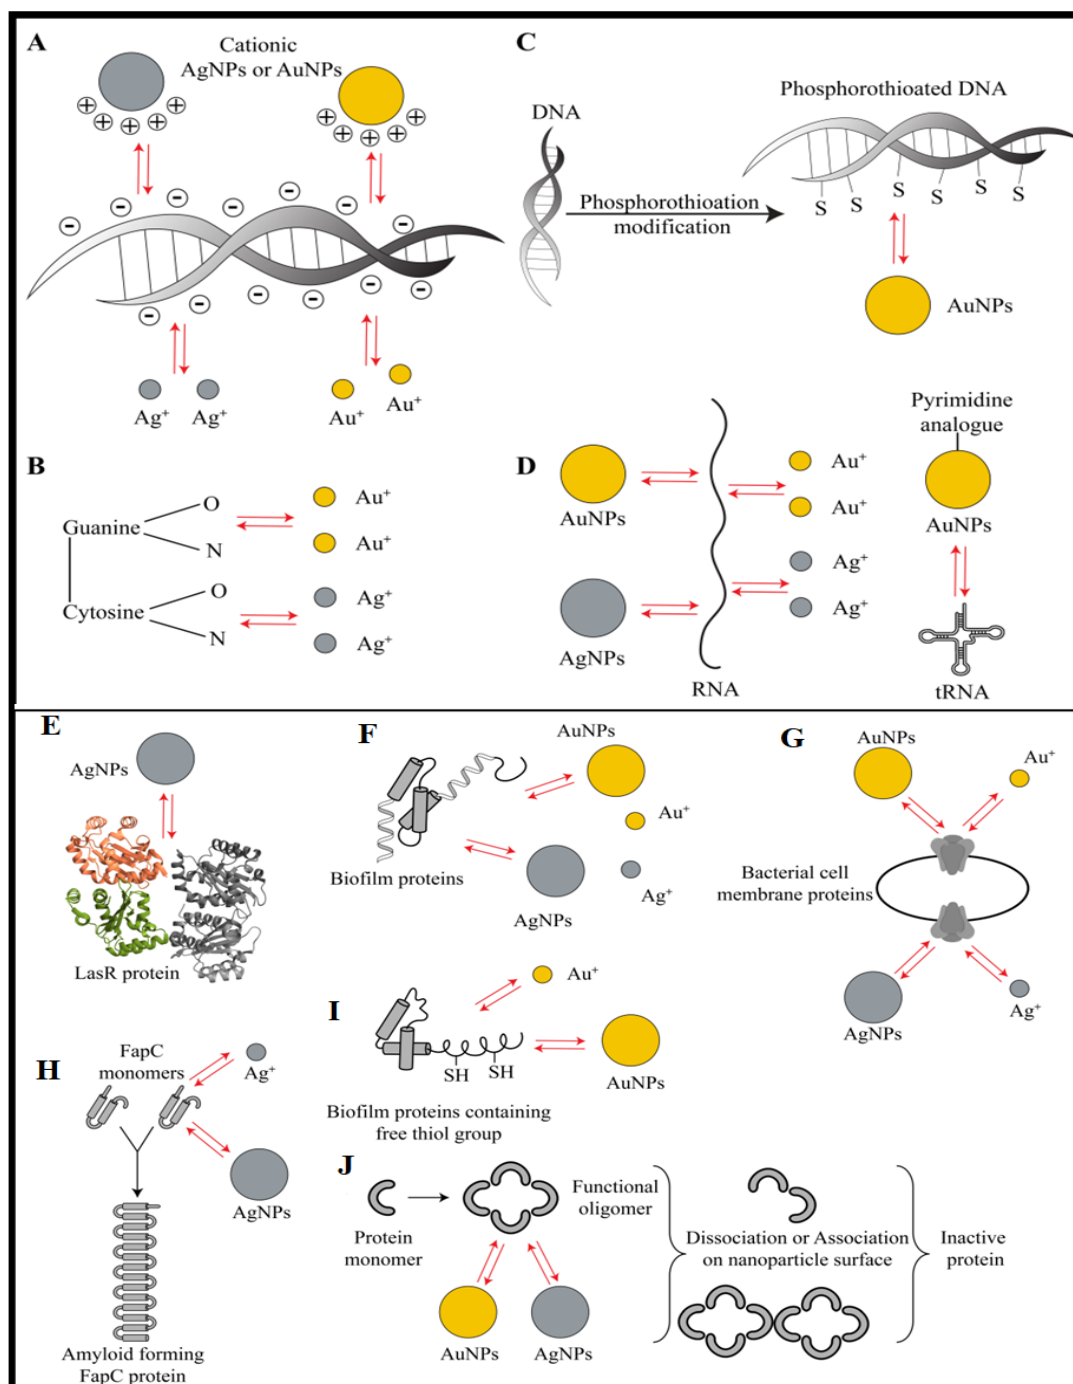 A
Cationic
AgNPs or AuNPs
Ag⁺
Ag⁺
Au⁺
Au⁺
B
Guanine
O
N
Cytosine
O
N
Au⁺
Au⁺
Ag⁺
Ag⁺
C
DNA
Phosphorothioation
modification
Phosphorothioated DNA
S
S
S
S
S
S
AuNPs
D
AuNPs
AgNPs
RNA
Au⁺
Au⁺
Ag⁺
Ag⁺
Pyrimidine
analogue
AuNPs
tRNA
E
AgNPs
LasR protein
F
Biofilm proteins
AuNPs
Au⁺
AgNPs
Ag⁺
G
AuNPs
Au⁺
Bacterial cell
membrane proteins
AgNPs
Ag⁺
H
FapC
monomers
Ag⁺
AgNPs
Amyloid forming
FapC protein
I
Au⁺
SH
SH
AuNPs
Biofilm proteins containing
free thiol group
J
Protein
monomer
Functional
oligomer
AuNPs
AgNPs
Dissociation or Association
on nanoparticle surface
Inactive
protein